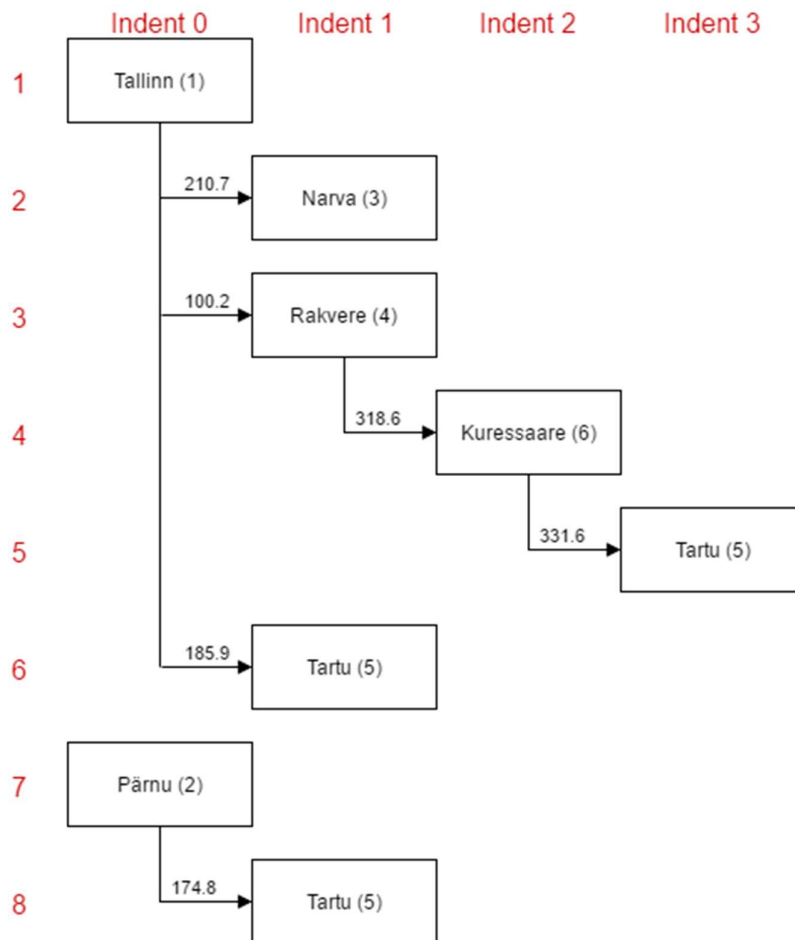 Indent 0 Indent 1 Indent 2 Indent 3
1 Tallinn (1)
2 210.7 Narva (3)
3 100.2 Rakvere (4)
4 318.6 Kuressaare (6)
5 331.6 Tartu (5)
6 185.9 Tartu (5)
7 Pärnu (2)
8 174.8 Tartu (5)